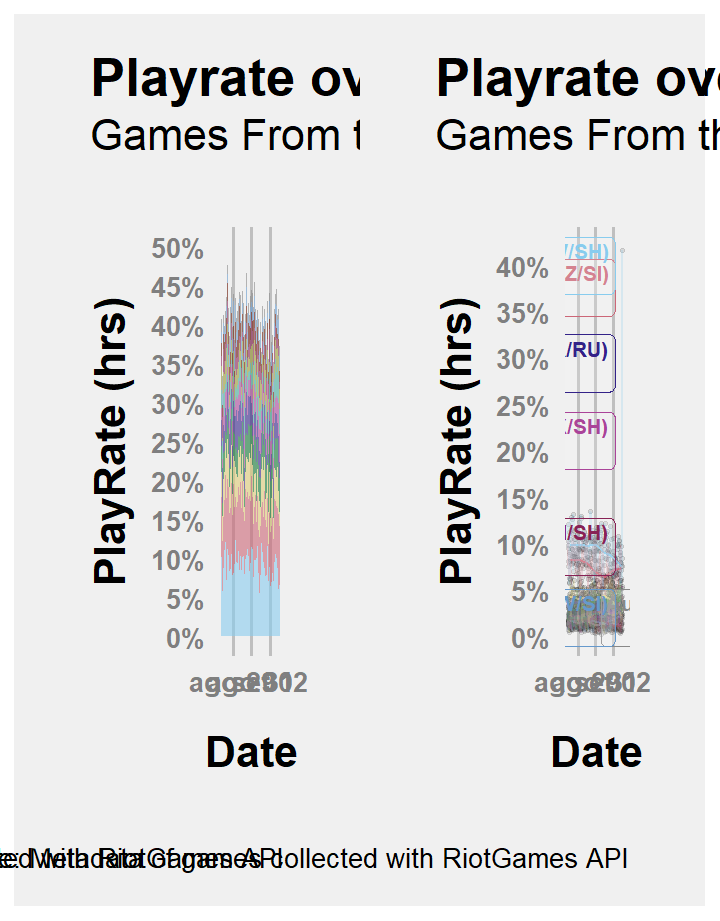 Playrate ov
Games From t
PlayRate (hrs)
50%
45%
40%
35%
30%
25%
20%
15%
10%
5%
0%
Date
Playrate ove
Games From th
PlayRate (hrs)
40%
35%
30%
25%
20%
15%
10%
5%
0%
/SH)
Z/SI)
/RU)
/SH)
/SH)
Date
collected with RiotGames API